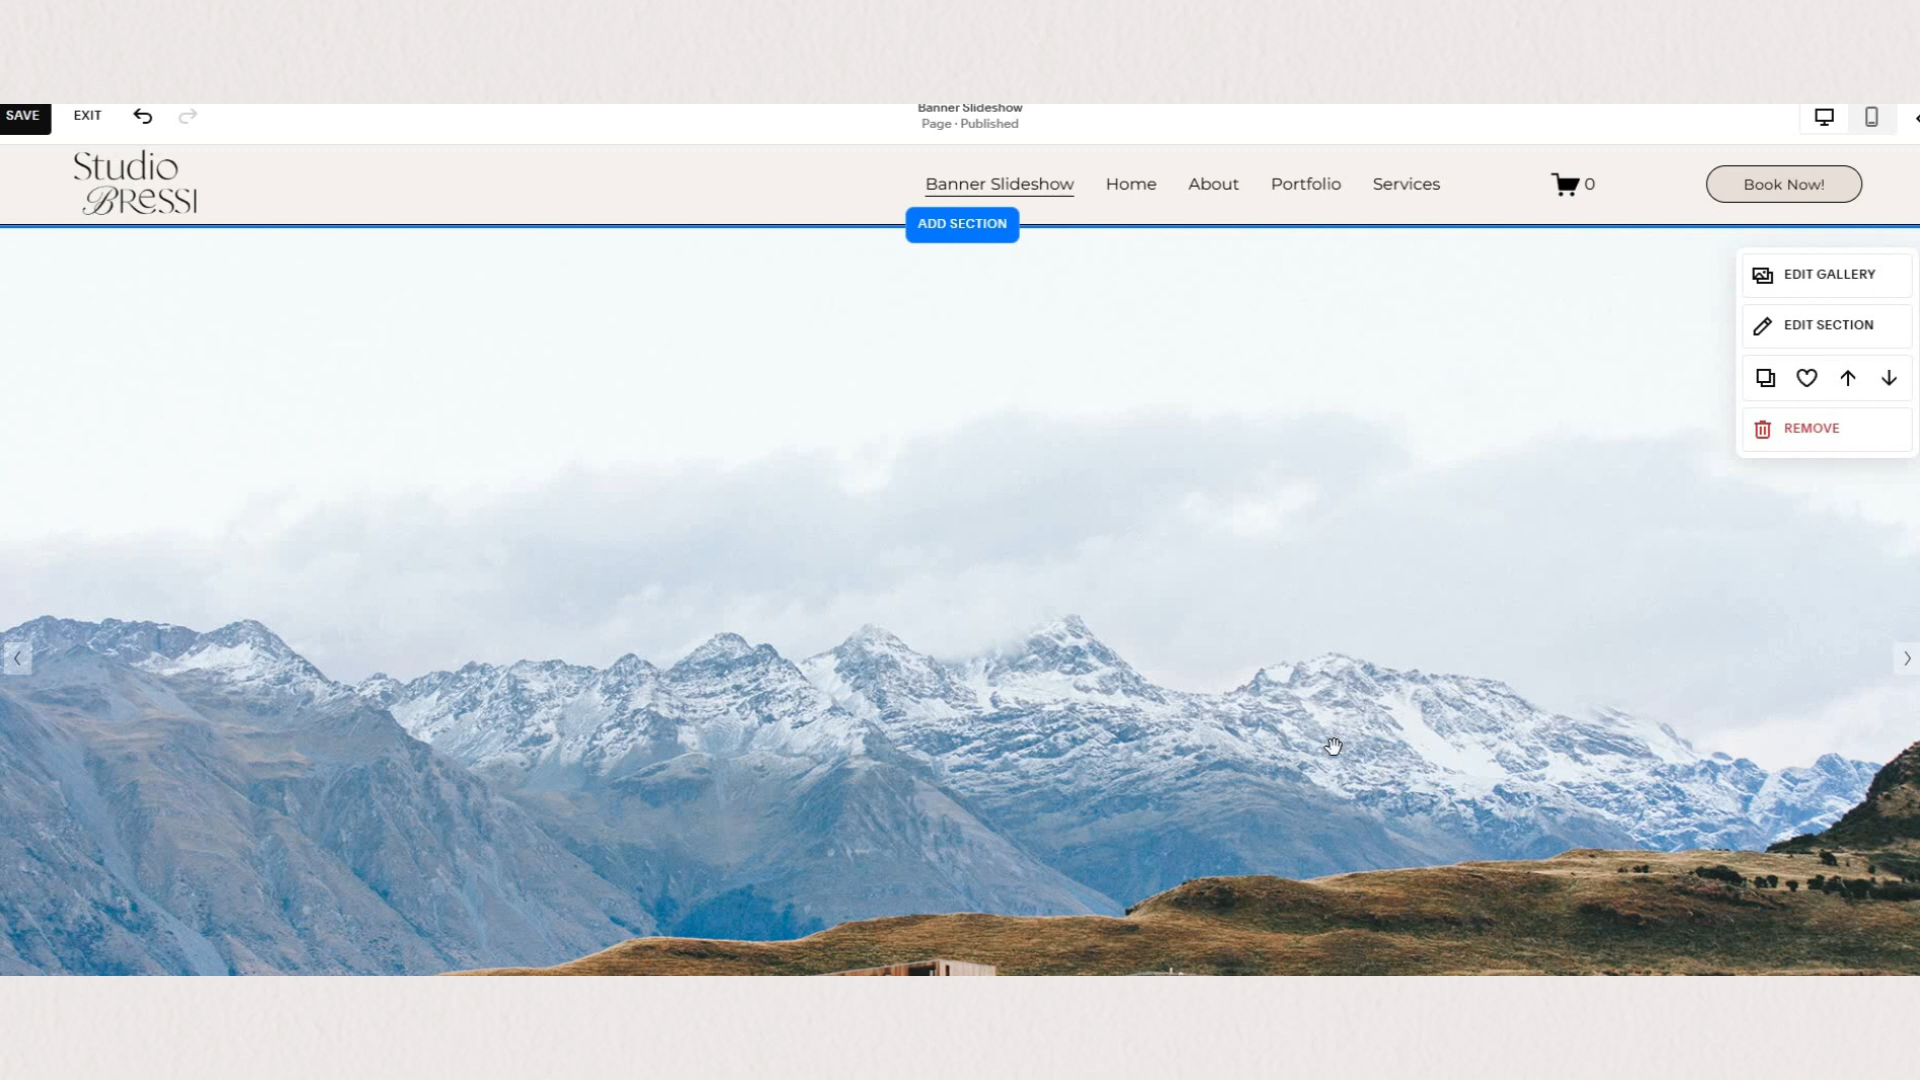 SAVE
EXIT
Banner Slideshow
Page · Published
Studio
BRESSI
Banner Slideshow
Home
About
Portfolio
Services
0
Book Now!
ADD SECTION
EDIT GALLERY
EDIT SECTION
REMOVE